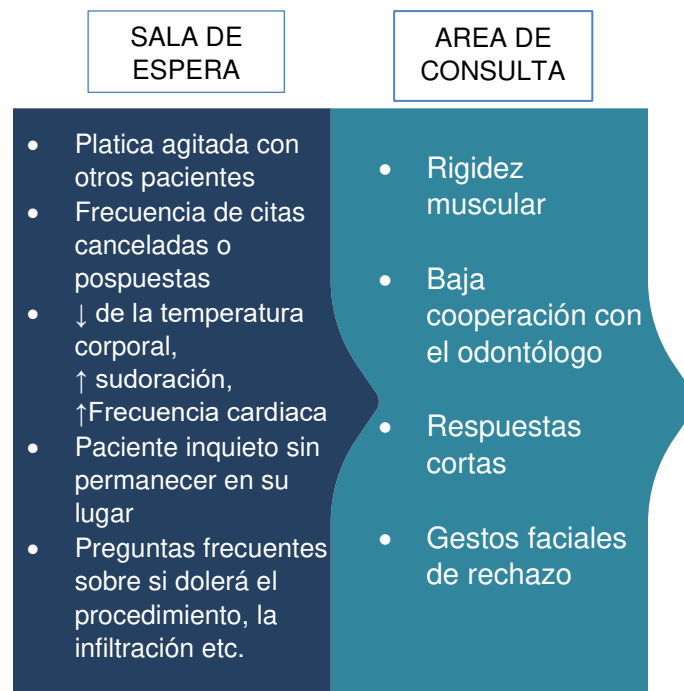 SALA DE
ESPERA
• Platica agitada con
otros pacientes
• Frecuencia de citas
canceladas o
pospuestas
• ↓ de la temperatura
corporal,
↑ sudoración,
↑Frecuencia cardiaca
• Paciente inquieto sin
permanecer en su
lugar
• Preguntas frecuentes
sobre si dolerá el
procedimiento, la
infiltración etc.
AREA DE
CONSULTA
• Rigidez
muscular
• Baja
cooperación con
el odontólogo
• Respuestas
cortas
• Gestos faciales
de rechazo